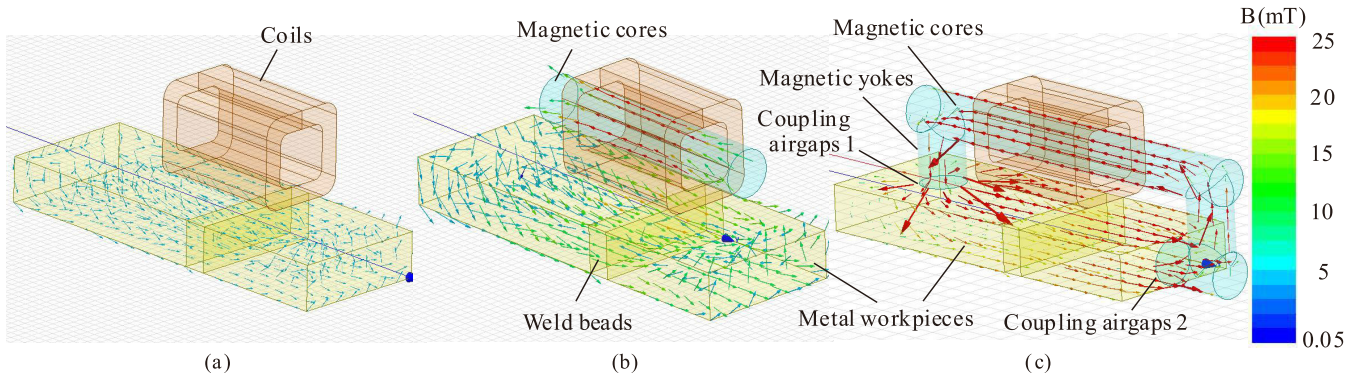 Coils
Magnetic cores
Weld beads
Magnetic cores
Magnetic yokes
Coupling
airgaps 1
Metal workpieces
Coupling airgaps 2
B(mT)
25
20
15
10
5
0.05
(a)
(b)
(c)